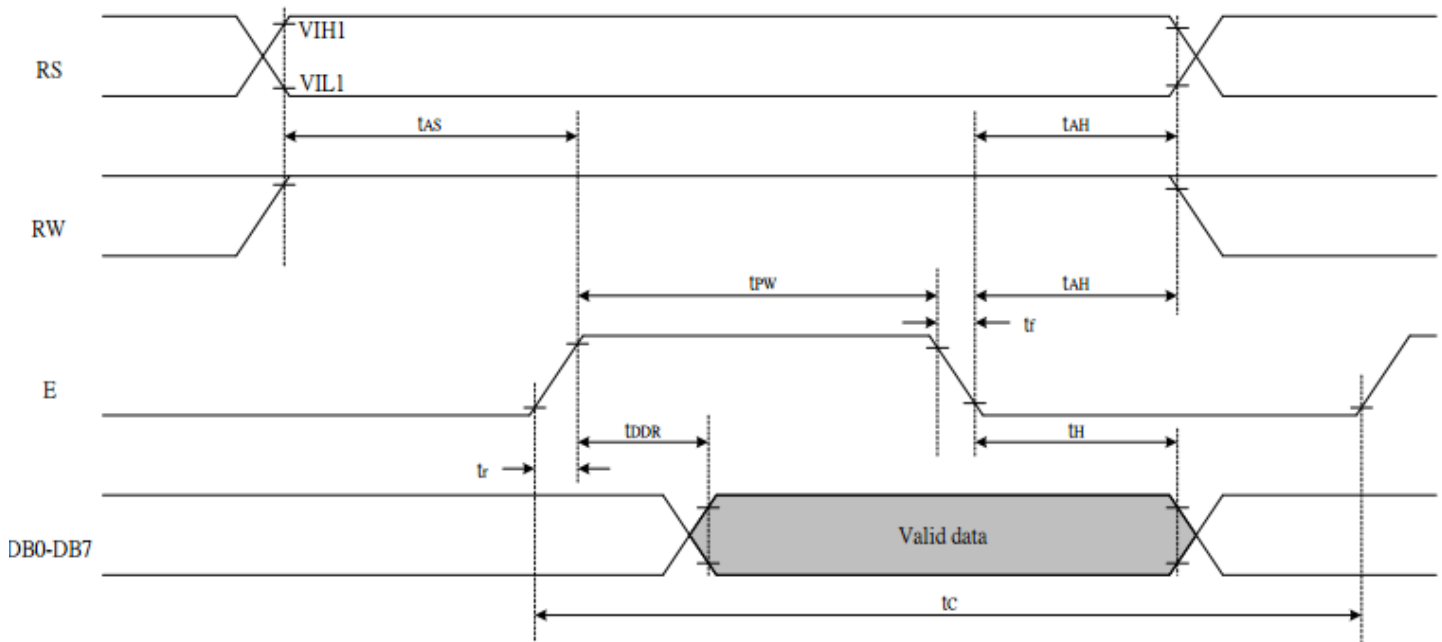 VIH1
RS
VIL1
tAS
tAH
RW
tPW
tAH
tf
E
tDDR
tH
tr
Valid data
DB0-DB7
tC